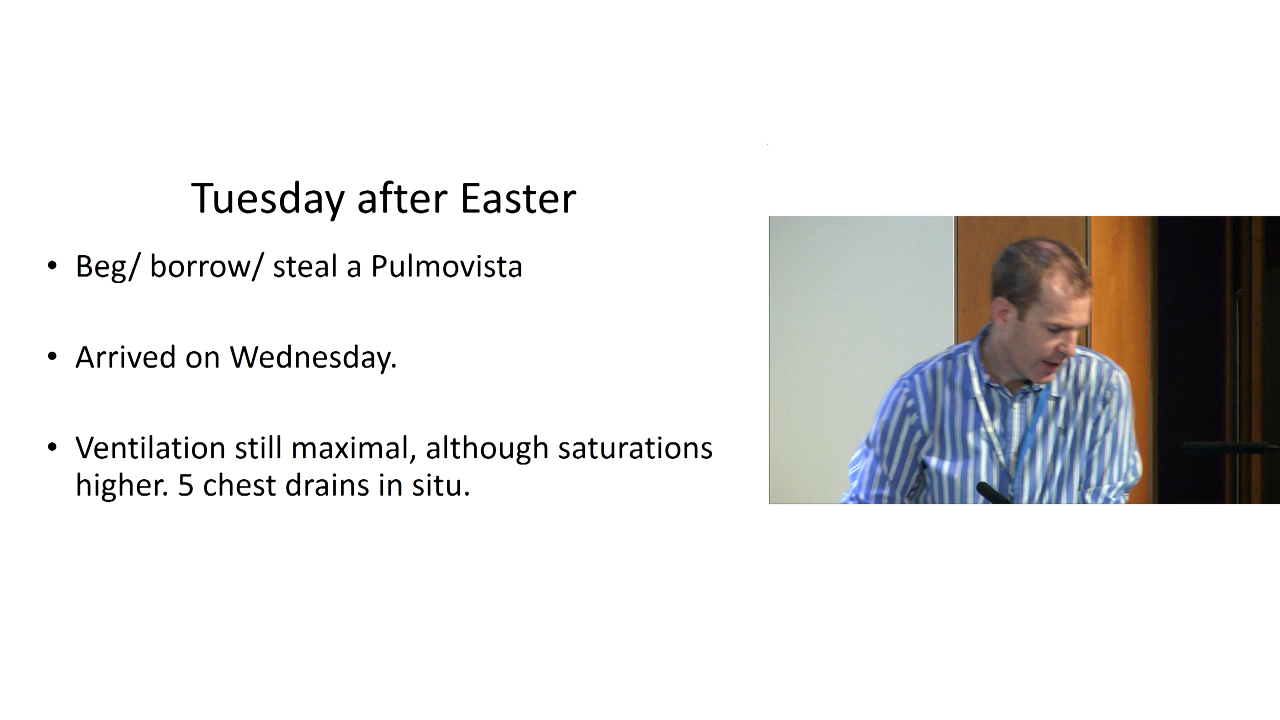 Tuesday after Easter
• Beg/ borrow/ steal a Pulmovista
• Arrived on Wednesday.
• Ventilation still maximal, although saturations
higher. 5 chest drains in situ.